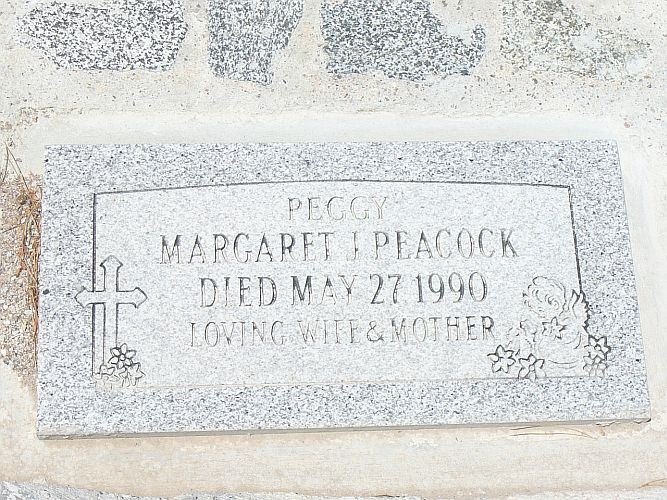 PEGGY
MARGARET J. PEACOCK
DIED MAY 27 1990
LOVING WIFE & MOTHER